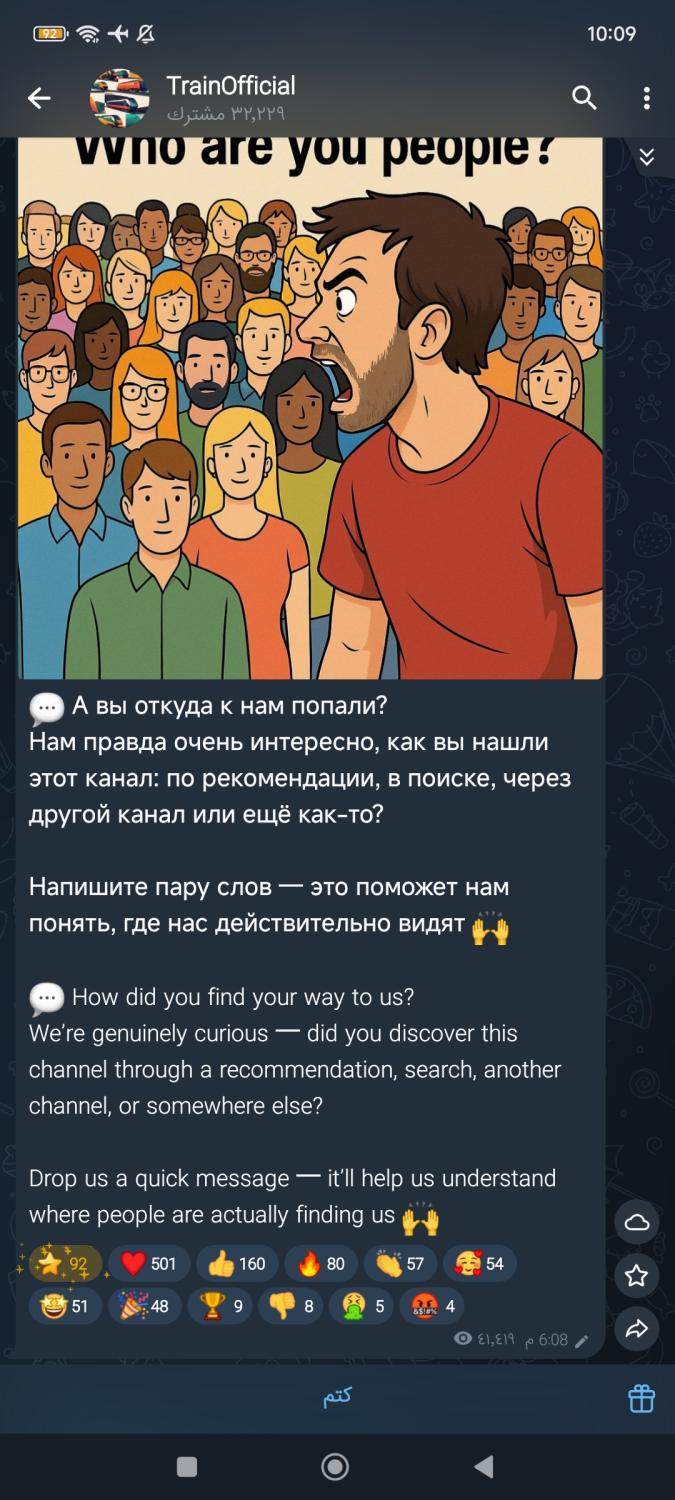 92
10:09
TrainOfficial
٣٢,٢٢٩ مشترك
Who are you people?
💬 А вы откуда к нам попали?
Нам правда очень интересно, как вы нашли
этот канал: по рекомендации, в поиске, через
другой канал или ещё как-то?
Напишите пару слов — это поможет нам
понять, где нас действительно видят 🙌
💬 How did you find your way to us?
We're genuinely curious — did you discover this
channel through a recommendation, search, another
channel, or somewhere else?
Drop us a quick message — it'll help us understand
where people are actually finding us 🙌
⭐ 92 ❤️ 501 👍 160 🔥 80 👏 57 🥰 54
🤩 51 🎉 48 🏆 9 👎 8 🤮 5 🤬 4
٤١,٤١٩ 6:08 م
كتم